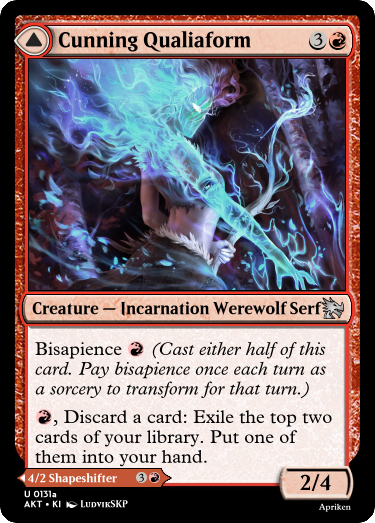 Cunning Qualiaform 3
Creature — Incarnation Werewolf Serf
Bisapience (Cast either half of this
card. Pay bisapience once each turn as
a sorcery to transform for that turn.)
, Discard a card: Exile the top two
cards of your library. Put one of
them into your hand.
4/2 Shapeshifter 3
2/4
U 0131a
AKT • KI LudvikSKP
Apriken